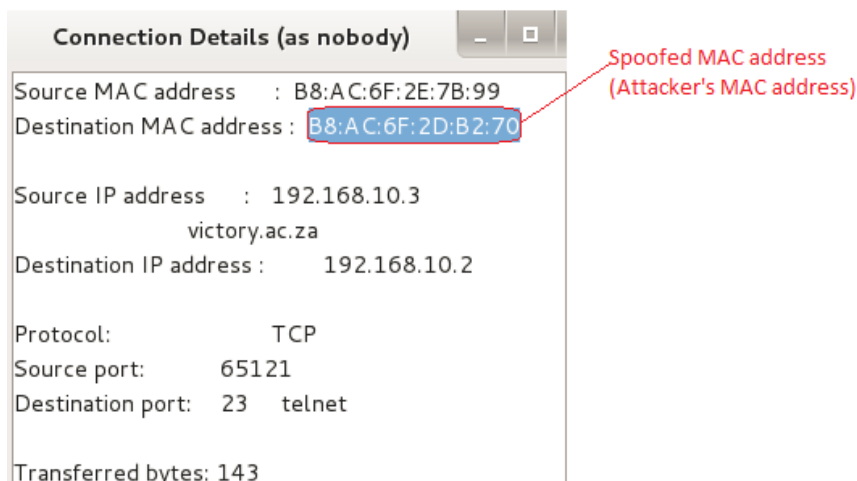 Connection Details (as nobody)
Spoofed MAC address
(Attacker's MAC address)
Source MAC address : B8:AC:6F:2E:7B:99
Destination MAC address : B8:AC:6F:2D:B2:70
Source IP address : 192.168.10.3
victory.ac.za
Destination IP address : 192.168.10.2
Protocol: TCP
Source port: 65121
Destination port: 23 telnet
Transferred bytes: 143